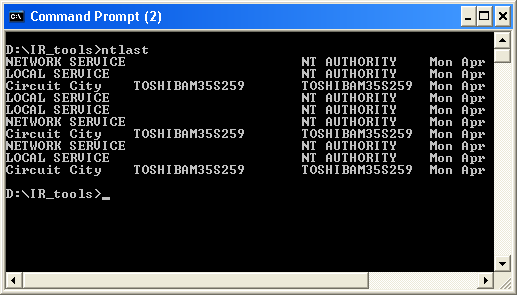 Command Prompt (2)
D:\IR_tools>ntlast
NETWORK SERVICE NT AUTHORITY Mon Apr
LOCAL SERVICE NT AUTHORITY Mon Apr
Circuit City TOSHIBAM35S259 TOSHIBAM35S259 Mon Apr
LOCAL SERVICE NT AUTHORITY Mon Apr
LOCAL SERVICE NT AUTHORITY Mon Apr
NETWORK SERVICE NT AUTHORITY Mon Apr
Circuit City TOSHIBAM35S259 TOSHIBAM35S259 Mon Apr
NETWORK SERVICE NT AUTHORITY Mon Apr
LOCAL SERVICE NT AUTHORITY Mon Apr
Circuit City TOSHIBAM35S259 TOSHIBAM35S259 Mon Apr
D:\IR_tools>_